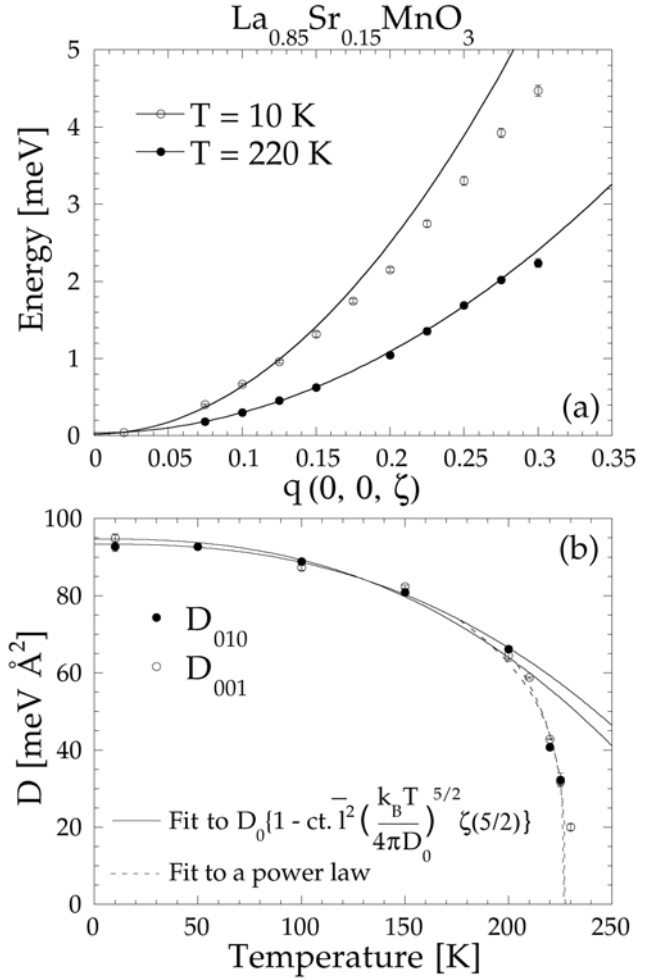 La0.85Sr0.15MnO3
5
4
3
2
1
0
Energy [meV]
T = 10 K
T = 220 K
(a)
0 0.05 0.1 0.15 0.2 0.25 0.3 0.35
q (0, 0, ζ)
100
80
60
40
20
0
D [meV Å²]
(b)
D010
D001
Fit to D0{1 - ct. l̅² (kBT/4πD0)^5/2 ζ(5/2)}
Fit to a power law
0 50 100 150 200 250
Temperature [K]